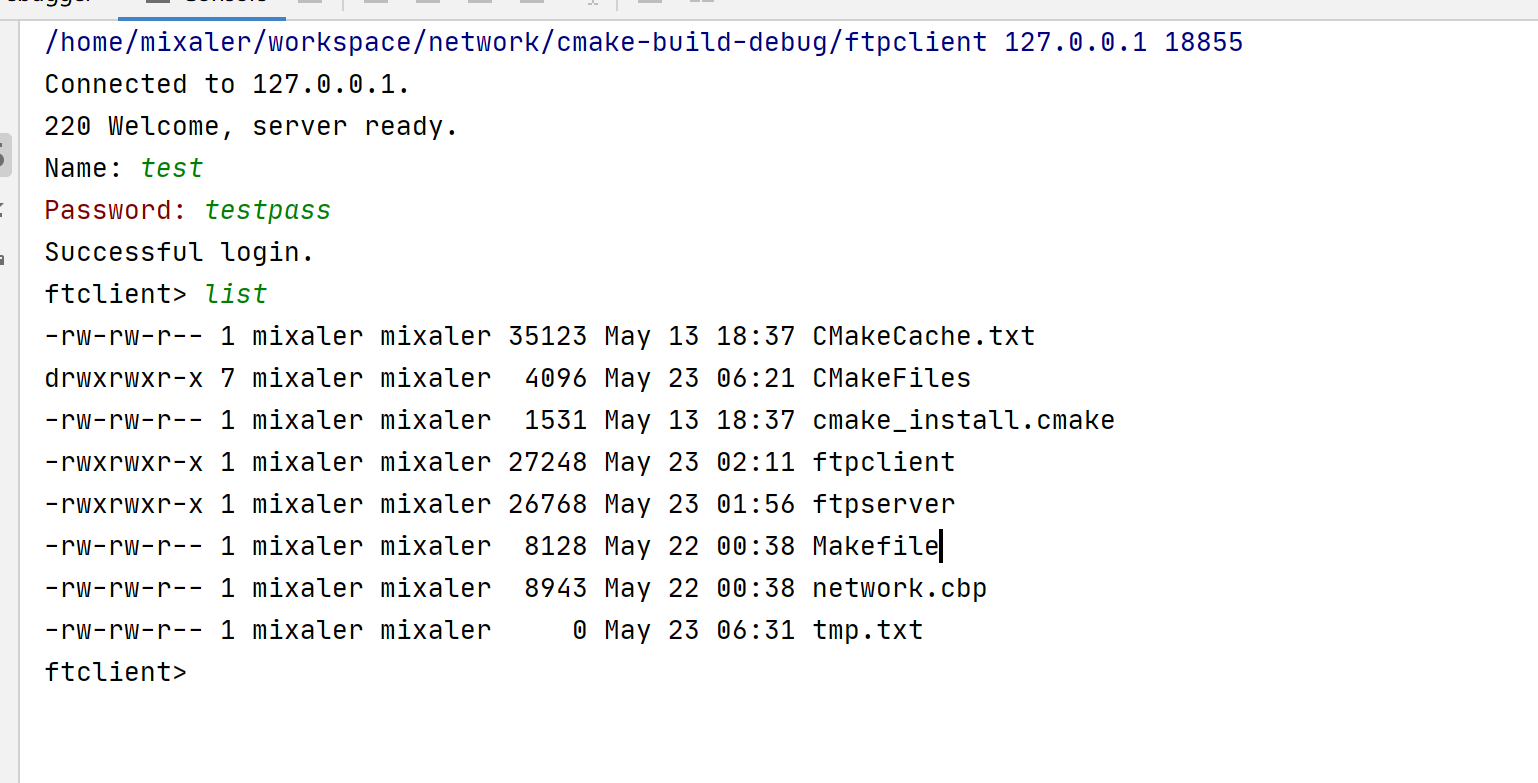 /home/mixaler/workspace/network/cmake-build-debug/ftpclient 127.0.0.1 18855
Connected to 127.0.0.1.
220 Welcome, server ready.
Name: test
Password: testpass
Successful login.
ftclient> list
-rw-rw-r-- 1 mixaler mixaler 35123 May 13 18:37 CMakeCache.txt
drwxrwxr-x 7 mixaler mixaler  4096 May 23 06:21 CMakeFiles
-rw-rw-r-- 1 mixaler mixaler  1531 May 13 18:37 cmake_install.cmake
-rwxrwxr-x 1 mixaler mixaler 27248 May 23 02:11 ftpclient
-rwxrwxr-x 1 mixaler mixaler 26768 May 23 01:56 ftpserver
-rw-rw-r-- 1 mixaler mixaler  8128 May 22 00:38 Makefile
-rw-rw-r-- 1 mixaler mixaler  8943 May 22 00:38 network.cbp
-rw-rw-r-- 1 mixaler mixaler     0 May 23 06:31 tmp.txt
ftclient>